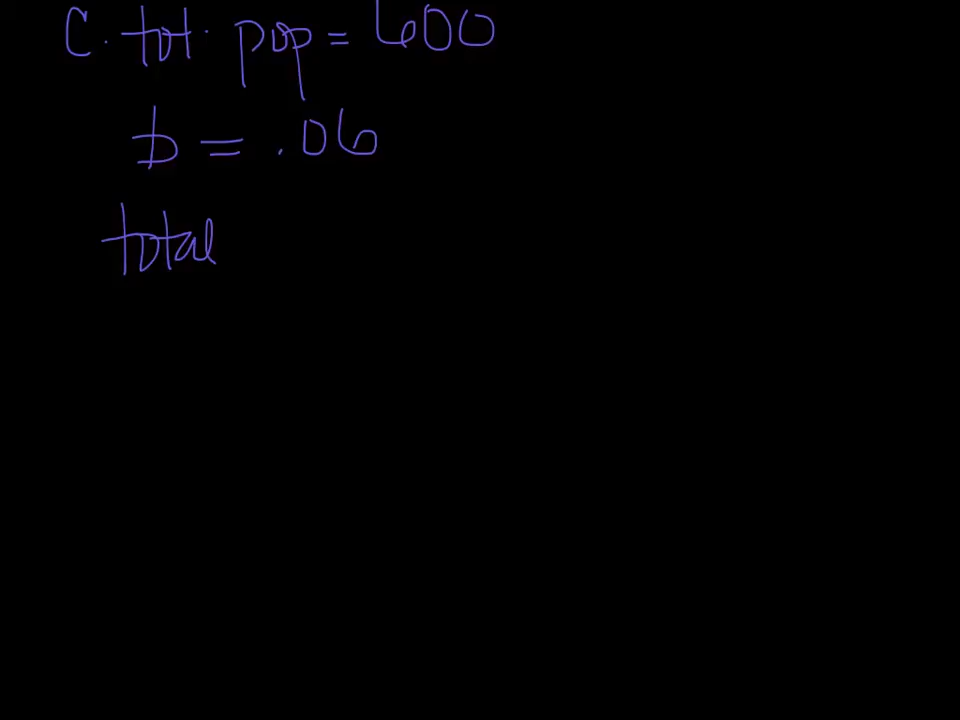 C. tot. pop = 600
b = .06
total